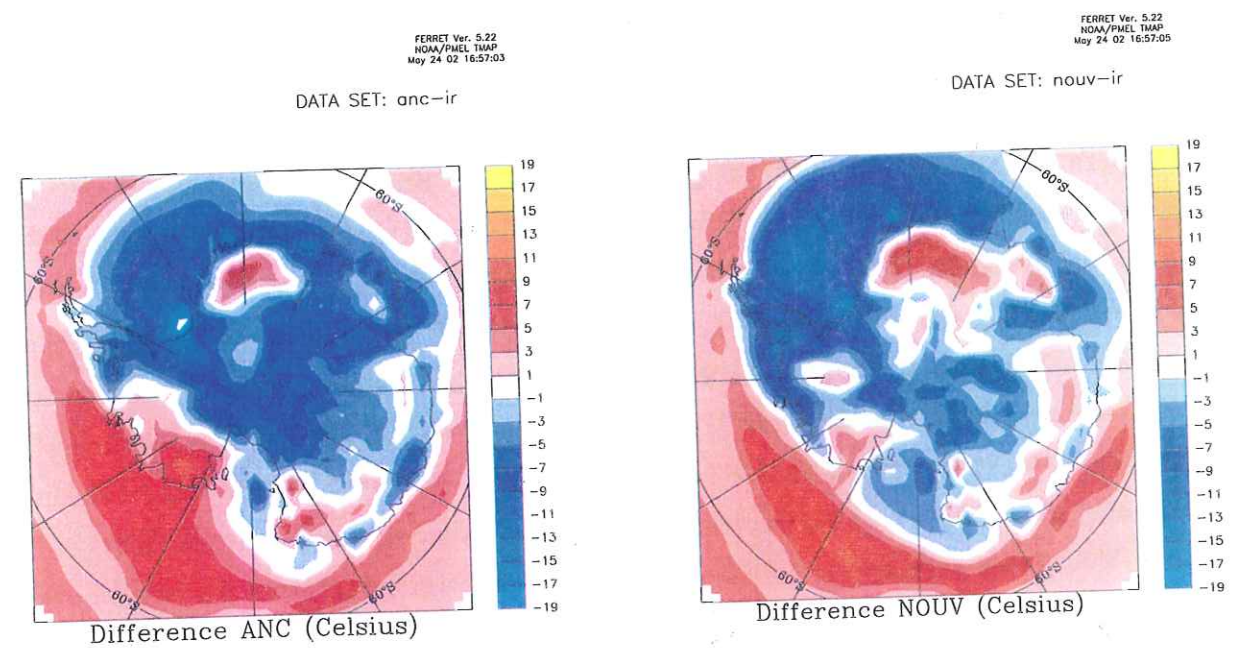 FERRET Ver. 5.22
NOAA/PMEL TMAP
May 24 02 16:57:03
DATA SET: anc-ir
60°S
60°S
60°S
60°S
19
17
15
13
11
9
7
5
3
1
-1
-3
-5
-7
-9
-11
-13
-15
-17
-19
Difference ANC (Celsius)
FERRET Ver. 5.22
NOAA/PMEL TMAP
May 24 02 16:57:05
DATA SET: nouv-ir
60°S
60°S
60°S
60°S
19
17
15
13
11
9
7
5
3
1
-1
-3
-5
-7
-9
-11
-13
-15
-17
-19
Difference NOUV (Celsius)